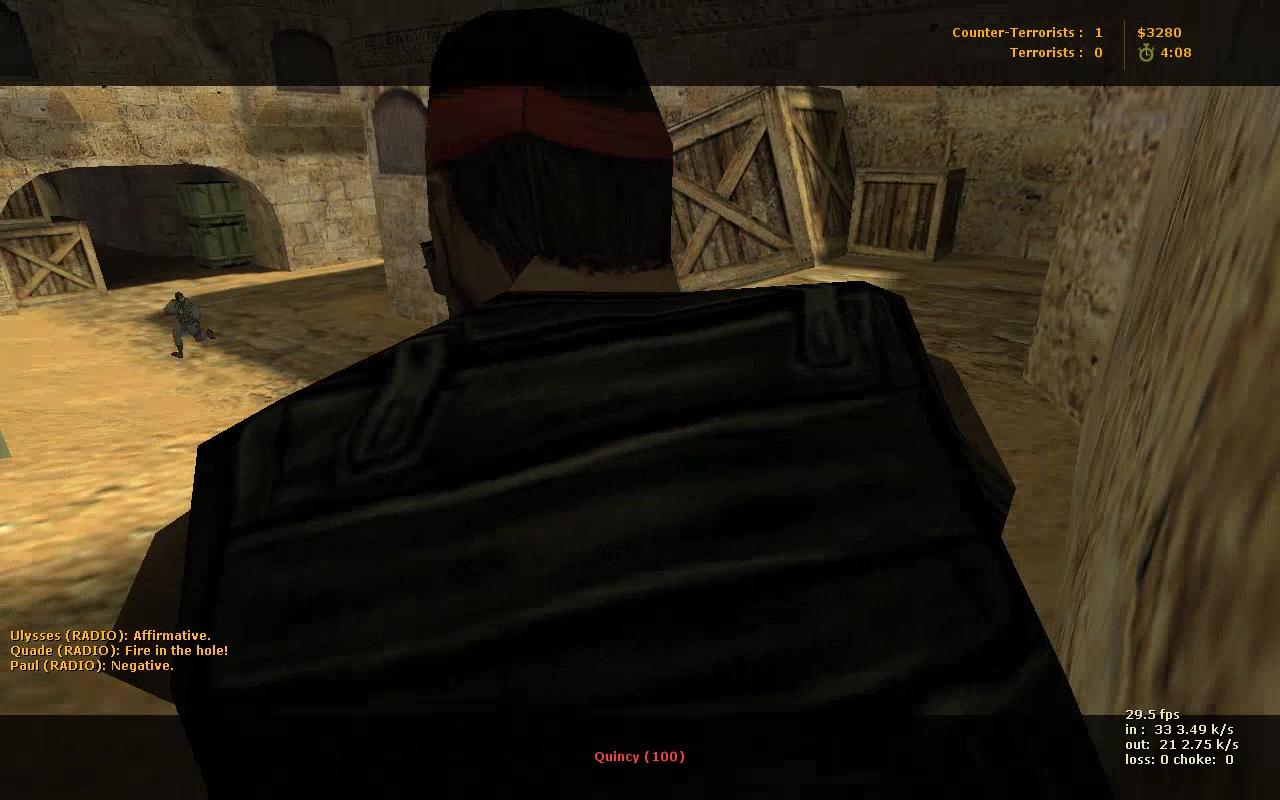 Counter-Terrorists : 1
$3280
Terrorists : 0
4:08
Ulysses (RADIO): Affirmative.
Quade (RADIO): Fire in the hole!
Paul (RADIO): Negative.
29.5 fps
in : 33 3.49 k/s
out: 21 2.75 k/s
loss: 0 choke: 0
Quincy (100)